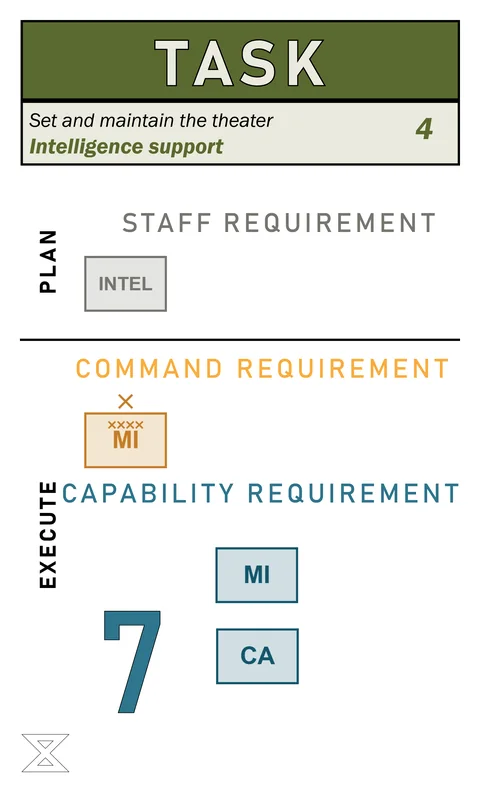 TASK
Set and maintain the theater
Intelligence support
4
PLAN
STAFF REQUIREMENT
INTEL
EXECUTE
COMMAND REQUIREMENT
×
××××
MI
CAPABILITY REQUIREMENT
MI
CA
7